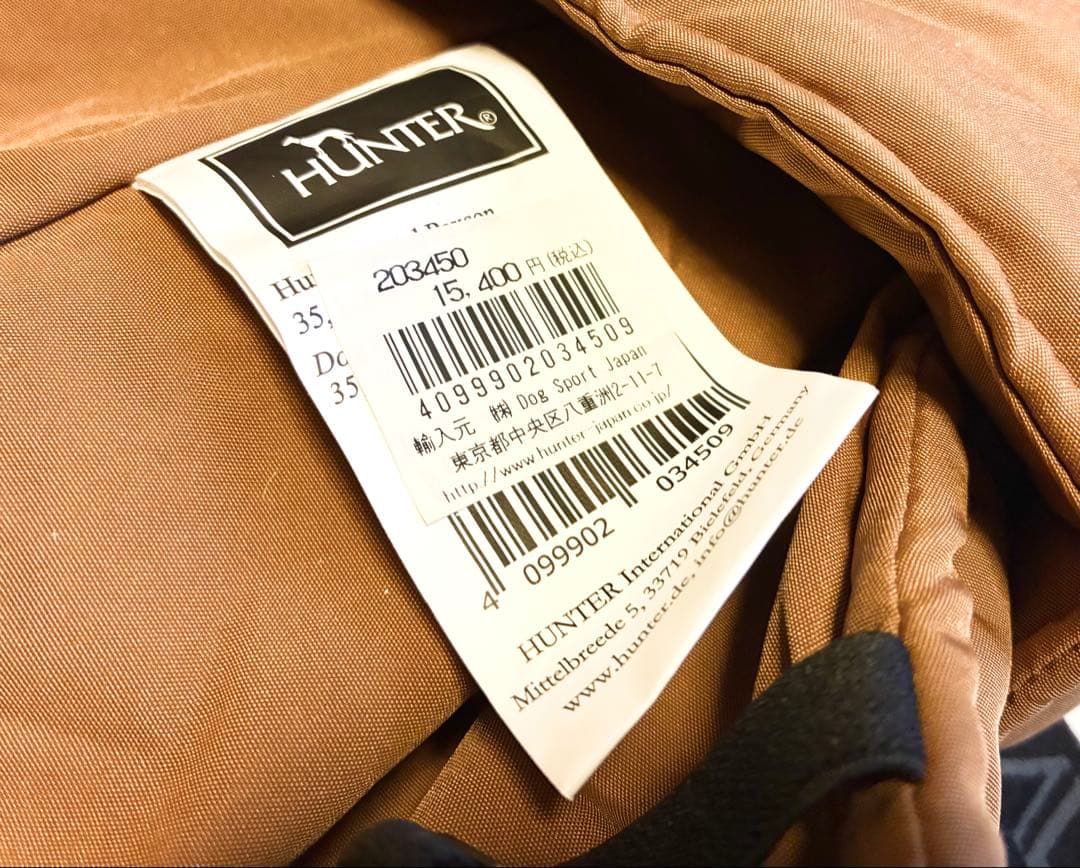 HUNTER®
203450
15,400円(税込)
4099902034509
輸入元 ㈱Dog Sport Japan
東京都中央区八重洲2-11-7
http://www.hunter-japan.co.jp/
35,
35
4 099902 034509
HUNTER International GmbH
Mittelbreede 5, 33719 Bielefeld, Germany
www.hunter.de, info@hunter.de